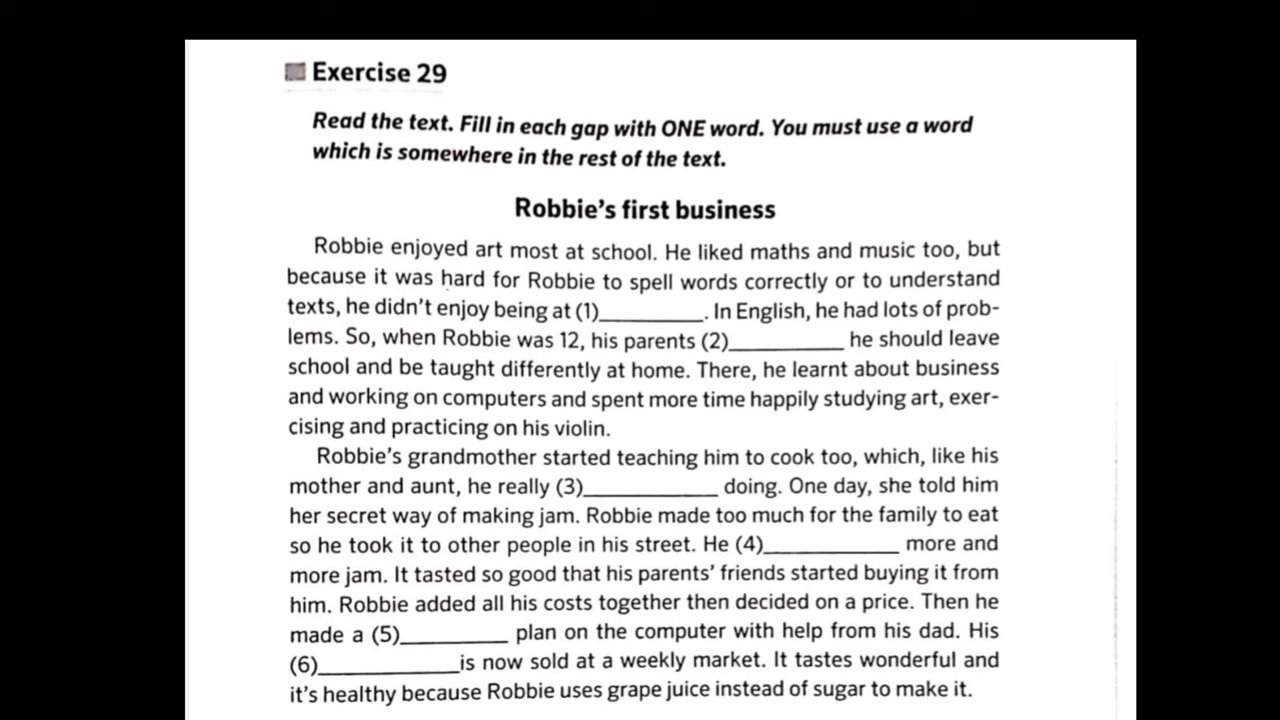 Exercise 29
Read the text. Fill in each gap with ONE word. You must use a word
which is somewhere in the rest of the text.
Robbie's first business
Robbie enjoyed art most at school. He liked maths and music too, but
because it was hard for Robbie to spell words correctly or to understand
texts, he didn't enjoy being at (1)__________. In English, he had lots of prob-
lems. So, when Robbie was 12, his parents (2)___________ he should leave
school and be taught differently at home. There, he learnt about business
and working on computers and spent more time happily studying art, exer-
cising and practicing on his violin.
Robbie's grandmother started teaching him to cook too, which, like his
mother and aunt, he really (3)_____________ doing. One day, she told him
her secret way of making jam. Robbie made too much for the family to eat
so he took it to other people in his street. He (4)_____________ more and
more jam. It tasted so good that his parents' friends started buying it from
him. Robbie added all his costs together then decided on a price. Then he
made a (5)__________ plan on the computer with help from his dad. His
(6)_____________is now sold at a weekly market. It tastes wonderful and
it's healthy because Robbie uses grape juice instead of sugar to make it.